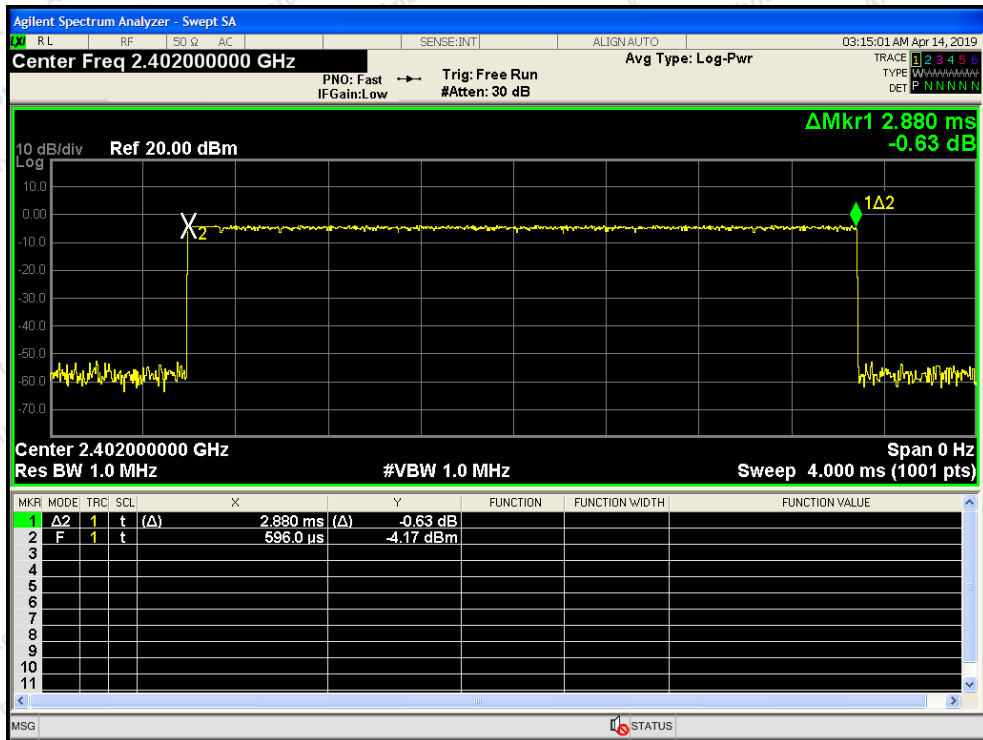 Agilent Spectrum Analyzer - Swept SA
LXI RL RF 50 Ω AC SENSE:INT ALIGN AUTO 03:15:01 AM Apr 14, 2019
Center Freq 2.402000000 GHz
Avg Type: Log-Pwr
TRACE 1 2 3 4 5 6
PNO: Fast Trig: Free Run
TYPE WWWWWW
IFGain:Low #Atten: 30 dB
DET P N N N N N
ΔMkr1 2.880 ms
-0.63 dB
10 dB/div Ref 20.00 dBm
Log
10.0
1Δ2
0.00
2
-10.0
-20.0
-30.0
-40.0
-50.0
-60.0
-70.0
Center 2.402000000 GHz Span 0 Hz
Res BW 1.0 MHz #VBW 1.0 MHz Sweep 4.000 ms (1001 pts)
MKR MODE TRC SCL X Y FUNCTION FUNCTION WIDTH FUNCTION VALUE
1 Δ2 1 t (Δ) 2.880 ms (Δ) -0.63 dB
2 F 1 t 596.0 µs -4.17 dBm
3
4
5
6
7
8
9
10
11
MSG STATUS